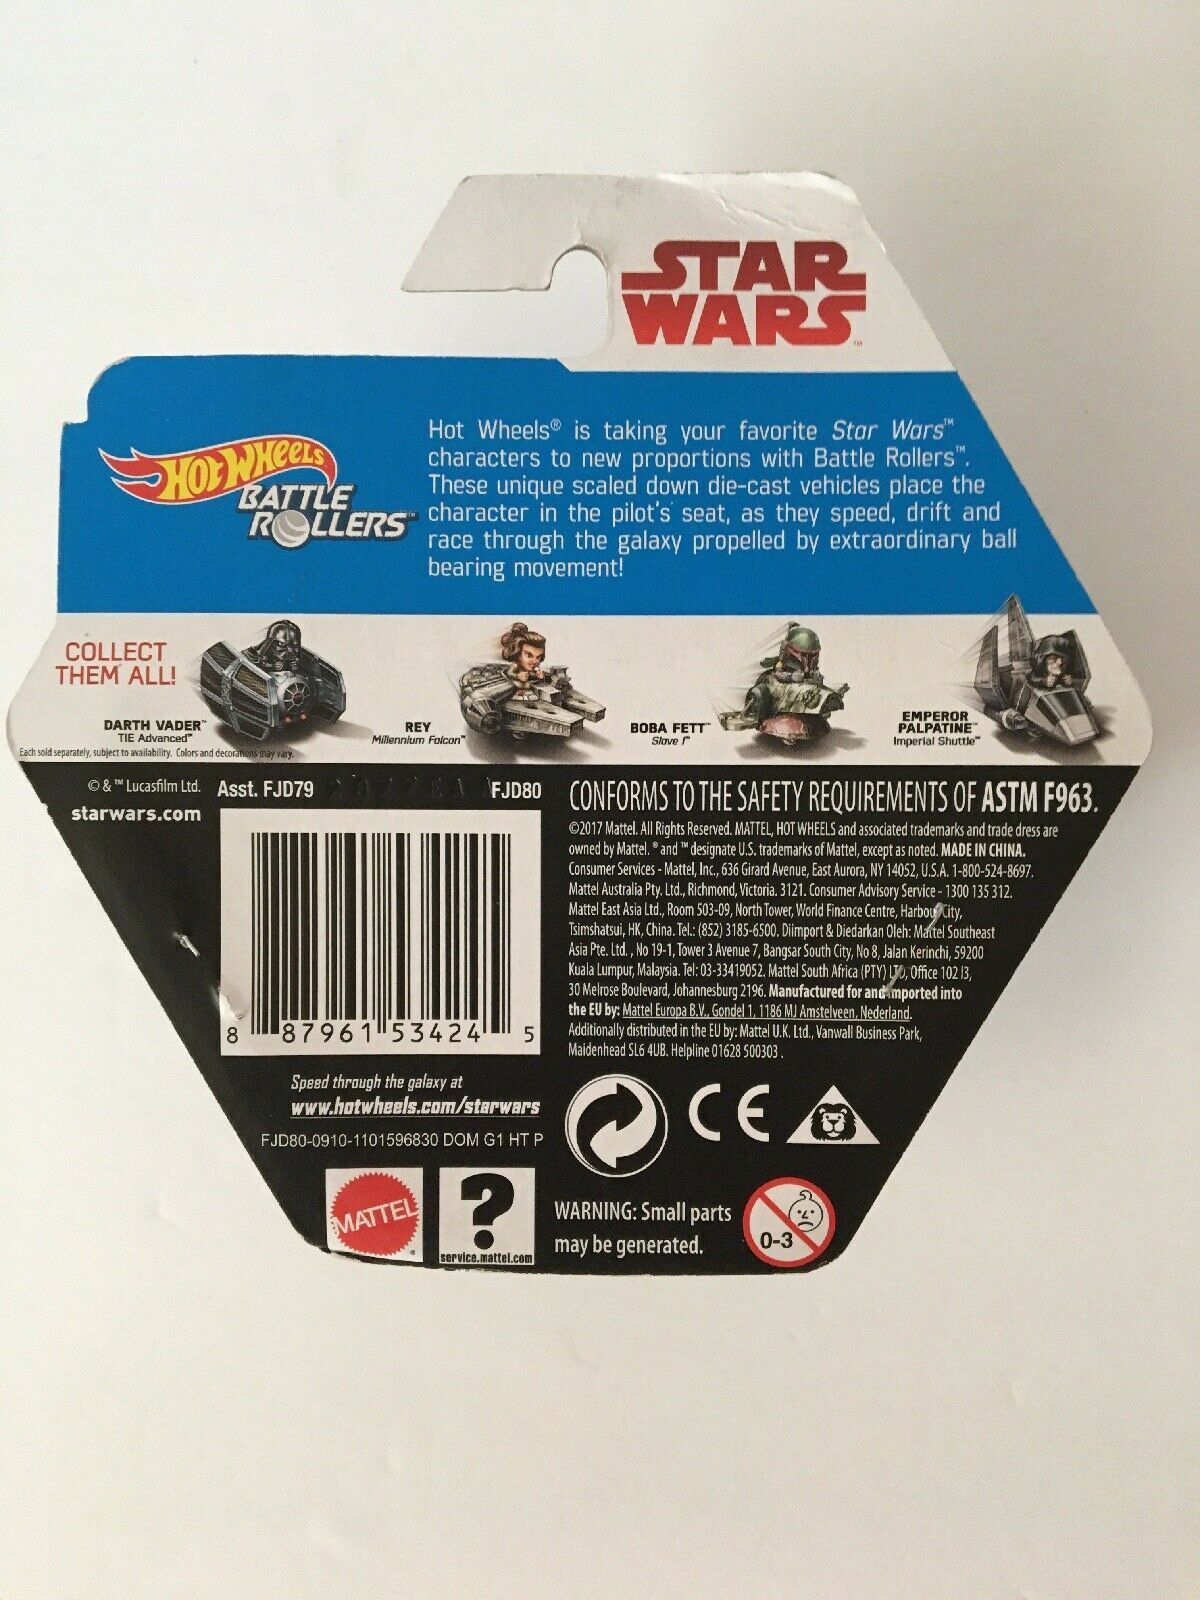 STAR
WARS™
HOT WHEELS
BATTLE
ROLLERS™
Hot Wheels® is taking your favorite Star Wars™
characters to new proportions with Battle Rollers™.
These unique scaled down die-cast vehicles place the
character in the pilot's seat, as they speed, drift and
race through the galaxy propelled by extraordinary ball
bearing movement!
COLLECT
THEM ALL!
DARTH VADER™
TIE Advanced™
REY
Millennium Falcon™
BOBA FETT™
Slave I™
EMPEROR
PALPATINE™
Imperial Shuttle™
Each sold separately, subject to availability. Colors and decorations may vary.
© & ™ Lucasfilm Ltd.
starwars.com
Asst. FJD79
FJD80
8 87961 53424 5
Speed through the galaxy at
www.hotwheels.com/starwars
FJD80-0910-1101596830 DOM G1 HT P
MATTEL®
?
service.mattel.com
CONFORMS TO THE SAFETY REQUIREMENTS OF ASTM F963.
©2017 Mattel. All Rights Reserved. MATTEL, HOT WHEELS and associated trademarks and trade dress are
owned by Mattel. ® and ™ designate U.S. trademarks of Mattel, except as noted. MADE IN CHINA.
Consumer Services - Mattel, Inc., 636 Girard Avenue, East Aurora, NY 14052, U.S.A. 1-800-524-8697.
Mattel Australia Pty. Ltd., Richmond, Victoria. 3121. Consumer Advisory Service - 1300 135 312.
Mattel East Asia Ltd., Room 503-09, North Tower, World Finance Centre, Harbour City,
Tsimshatsui, HK, China. Tel.: (852) 3185-6500. Diimport & Diedarkan Oleh: Mattel Southeast
Asia Pte. Ltd., No 19-1, Tower 3 Avenue 7, Bangsar South City, No 8, Jalan Kerinchi, 59200
Kuala Lumpur, Malaysia. Tel: 03-33419052. Mattel South Africa (PTY) LTD, Office 102 I3,
30 Melrose Boulevard, Johannesburg 2196. Manufactured for and imported into
the EU by: Mattel Europa B.V., Gondel 1, 1186 MJ Amstelveen, Nederland.
Additionally distributed in the EU by: Mattel U.K. Ltd., Vanwall Business Park,
Maidenhead SL6 4UB. Helpline 01628 500303.
CE
WARNING: Small parts
may be generated.
0-3